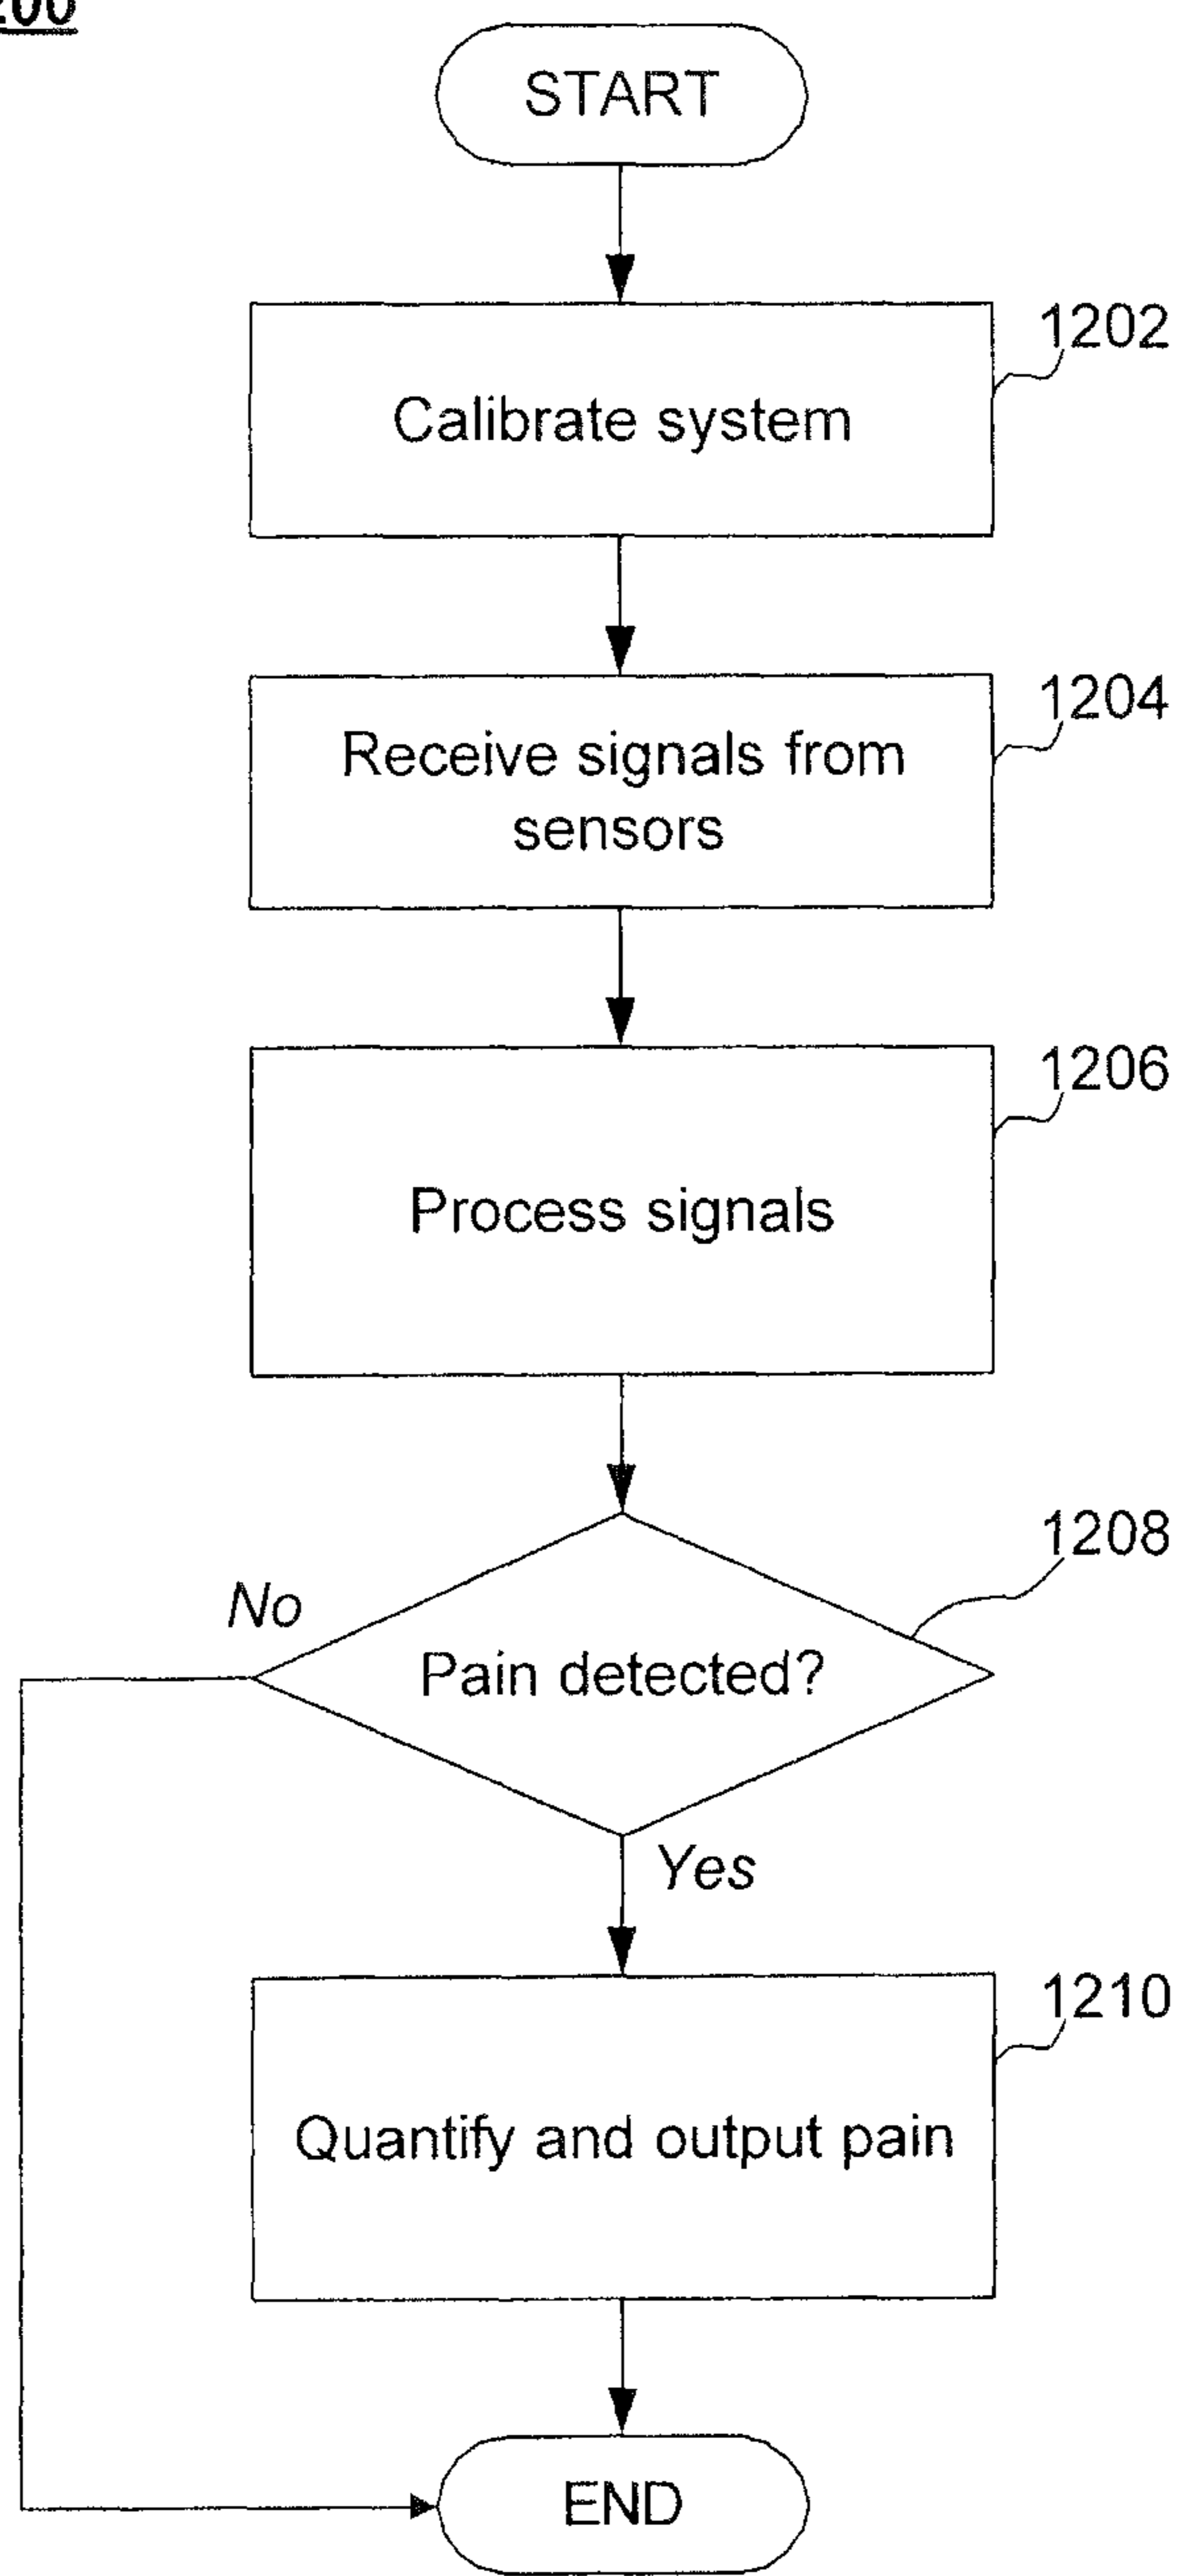 START
1202
Calibrate system
1204
Receive signals from
sensors
1206
Process signals
1208
No
Pain detected?
Yes
1210
Quantify and output pain
END